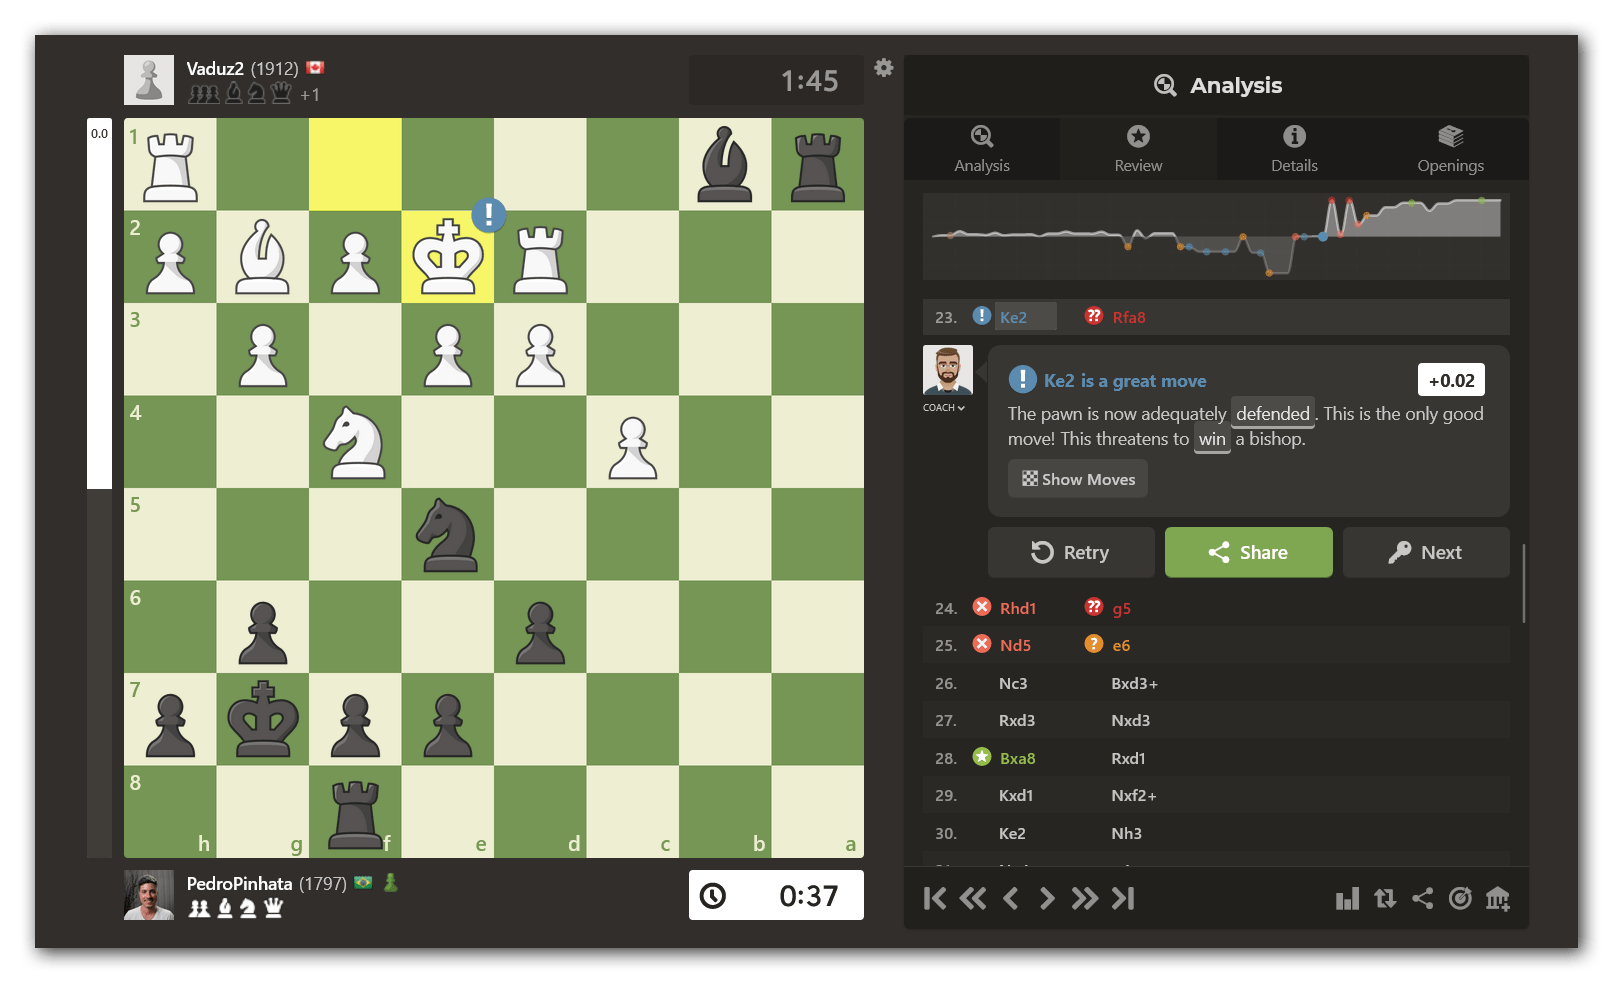 Vaduz2 (1912)
+1
1:45
0.0
1
2
3
4
5
6
7
8
h g f e d c b a
!
PedroPinhata (1797)
0:37
Analysis
Analysis Review Details Openings
23. ! Ke2 ?? Rfa8
COACH
! Ke2 is a great move +0.02
The pawn is now adequately defended. This is the only good
move! This threatens to win a bishop.
Show Moves
Retry Share Next
24. Rhd1 ?? g5
25. Nd5 ? e6
26. Nc3 Bxd3+
27. Rxd3 Nxd3
28. Bxa8 Rxd1
29. Kxd1 Nxf2+
30. Ke2 Nh3